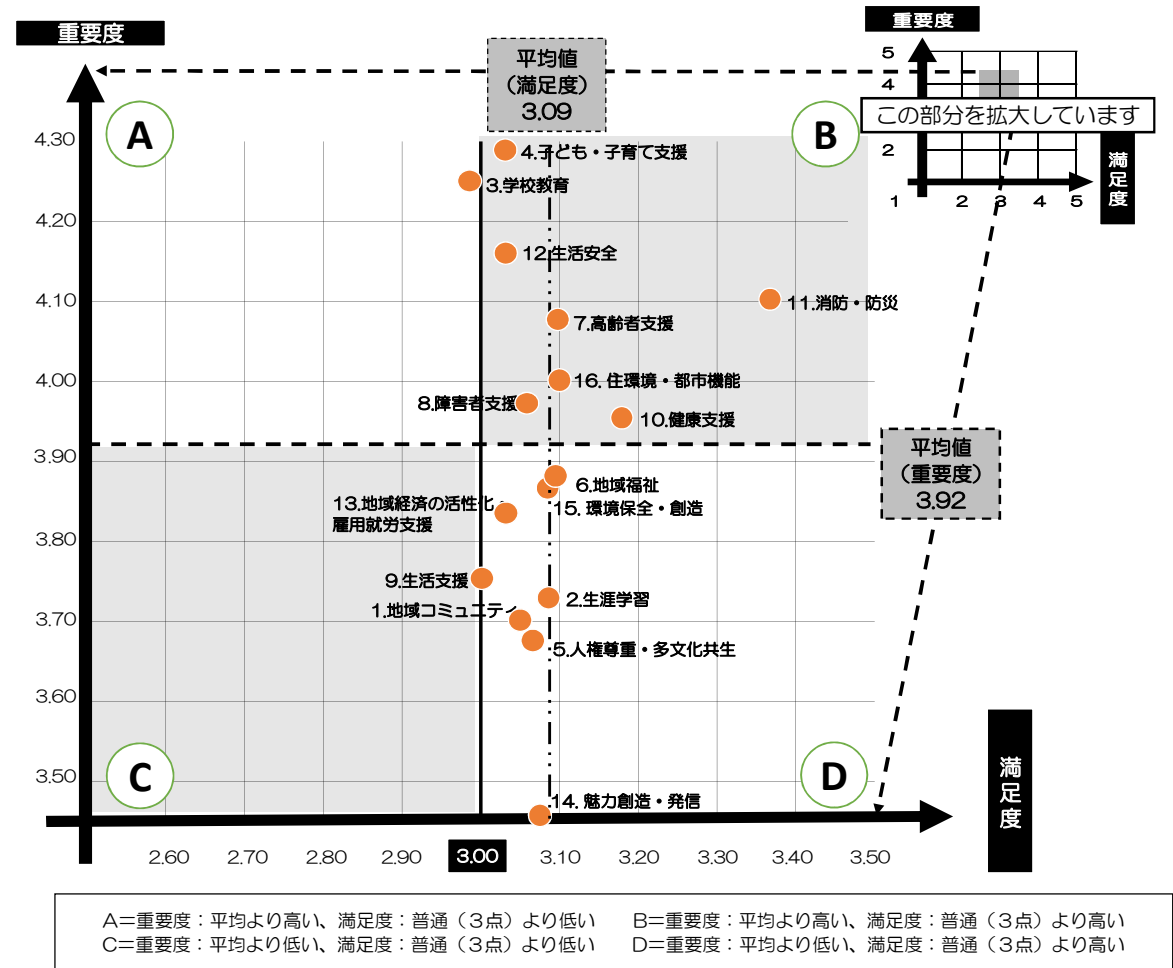 重要度
平均値
（満足度）
3.09
重要度
5
4
2
1
2
3
4
5
この部分を拡大しています
満足度
A
B
4.30
4.20
4.10
4.00
3.90
3.80
3.70
3.60
3.50
4.子ども・子育て支援
3.学校教育
12.生活安全
11.消防・防災
7.高齢者支援
16. 住環境・都市機能
8.障害者支援
10.健康支援
平均値
（重要度）
3.92
6.地域福祉
15. 環境保全・創造
13.地域経済の活性化・
雇用就労支援
9.生活支援
2.生涯学習
1.地域コミュニティ
5.人権尊重・多文化共生
14. 魅力創造・発信
C
D
満足度
2.60
2.70
2.80
2.90
3.00
3.10
3.20
3.30
3.40
3.50
A=重要度：平均より高い、満足度：普通（3点）より低い　B=重要度：平均より高い、満足度：普通（3点）より高い
C=重要度：平均より低い、満足度：普通（3点）より低い　D=重要度：平均より低い、満足度：普通（3点）より高い